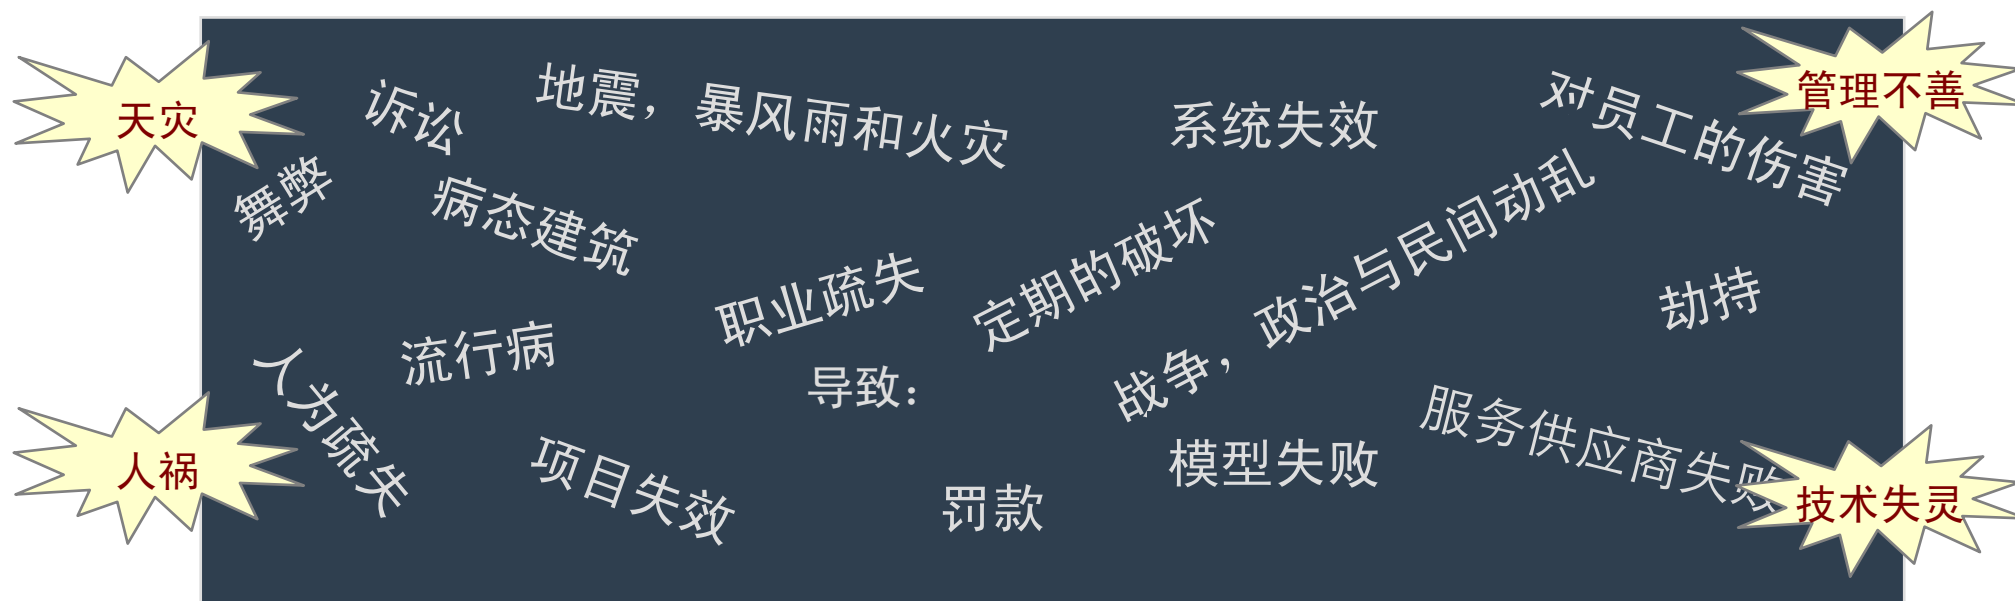 天灾
诉讼
地震，暴风雨和火灾
系统失效
对员工的伤害
管理不善
舞弊
病态建筑
职业疏失
定期的破坏
战争，政治与民间动乱
劫持
人为疏失
流行病
导致：
服务供应商失败
人祸
项目失效
罚款
模型失败
技术失灵